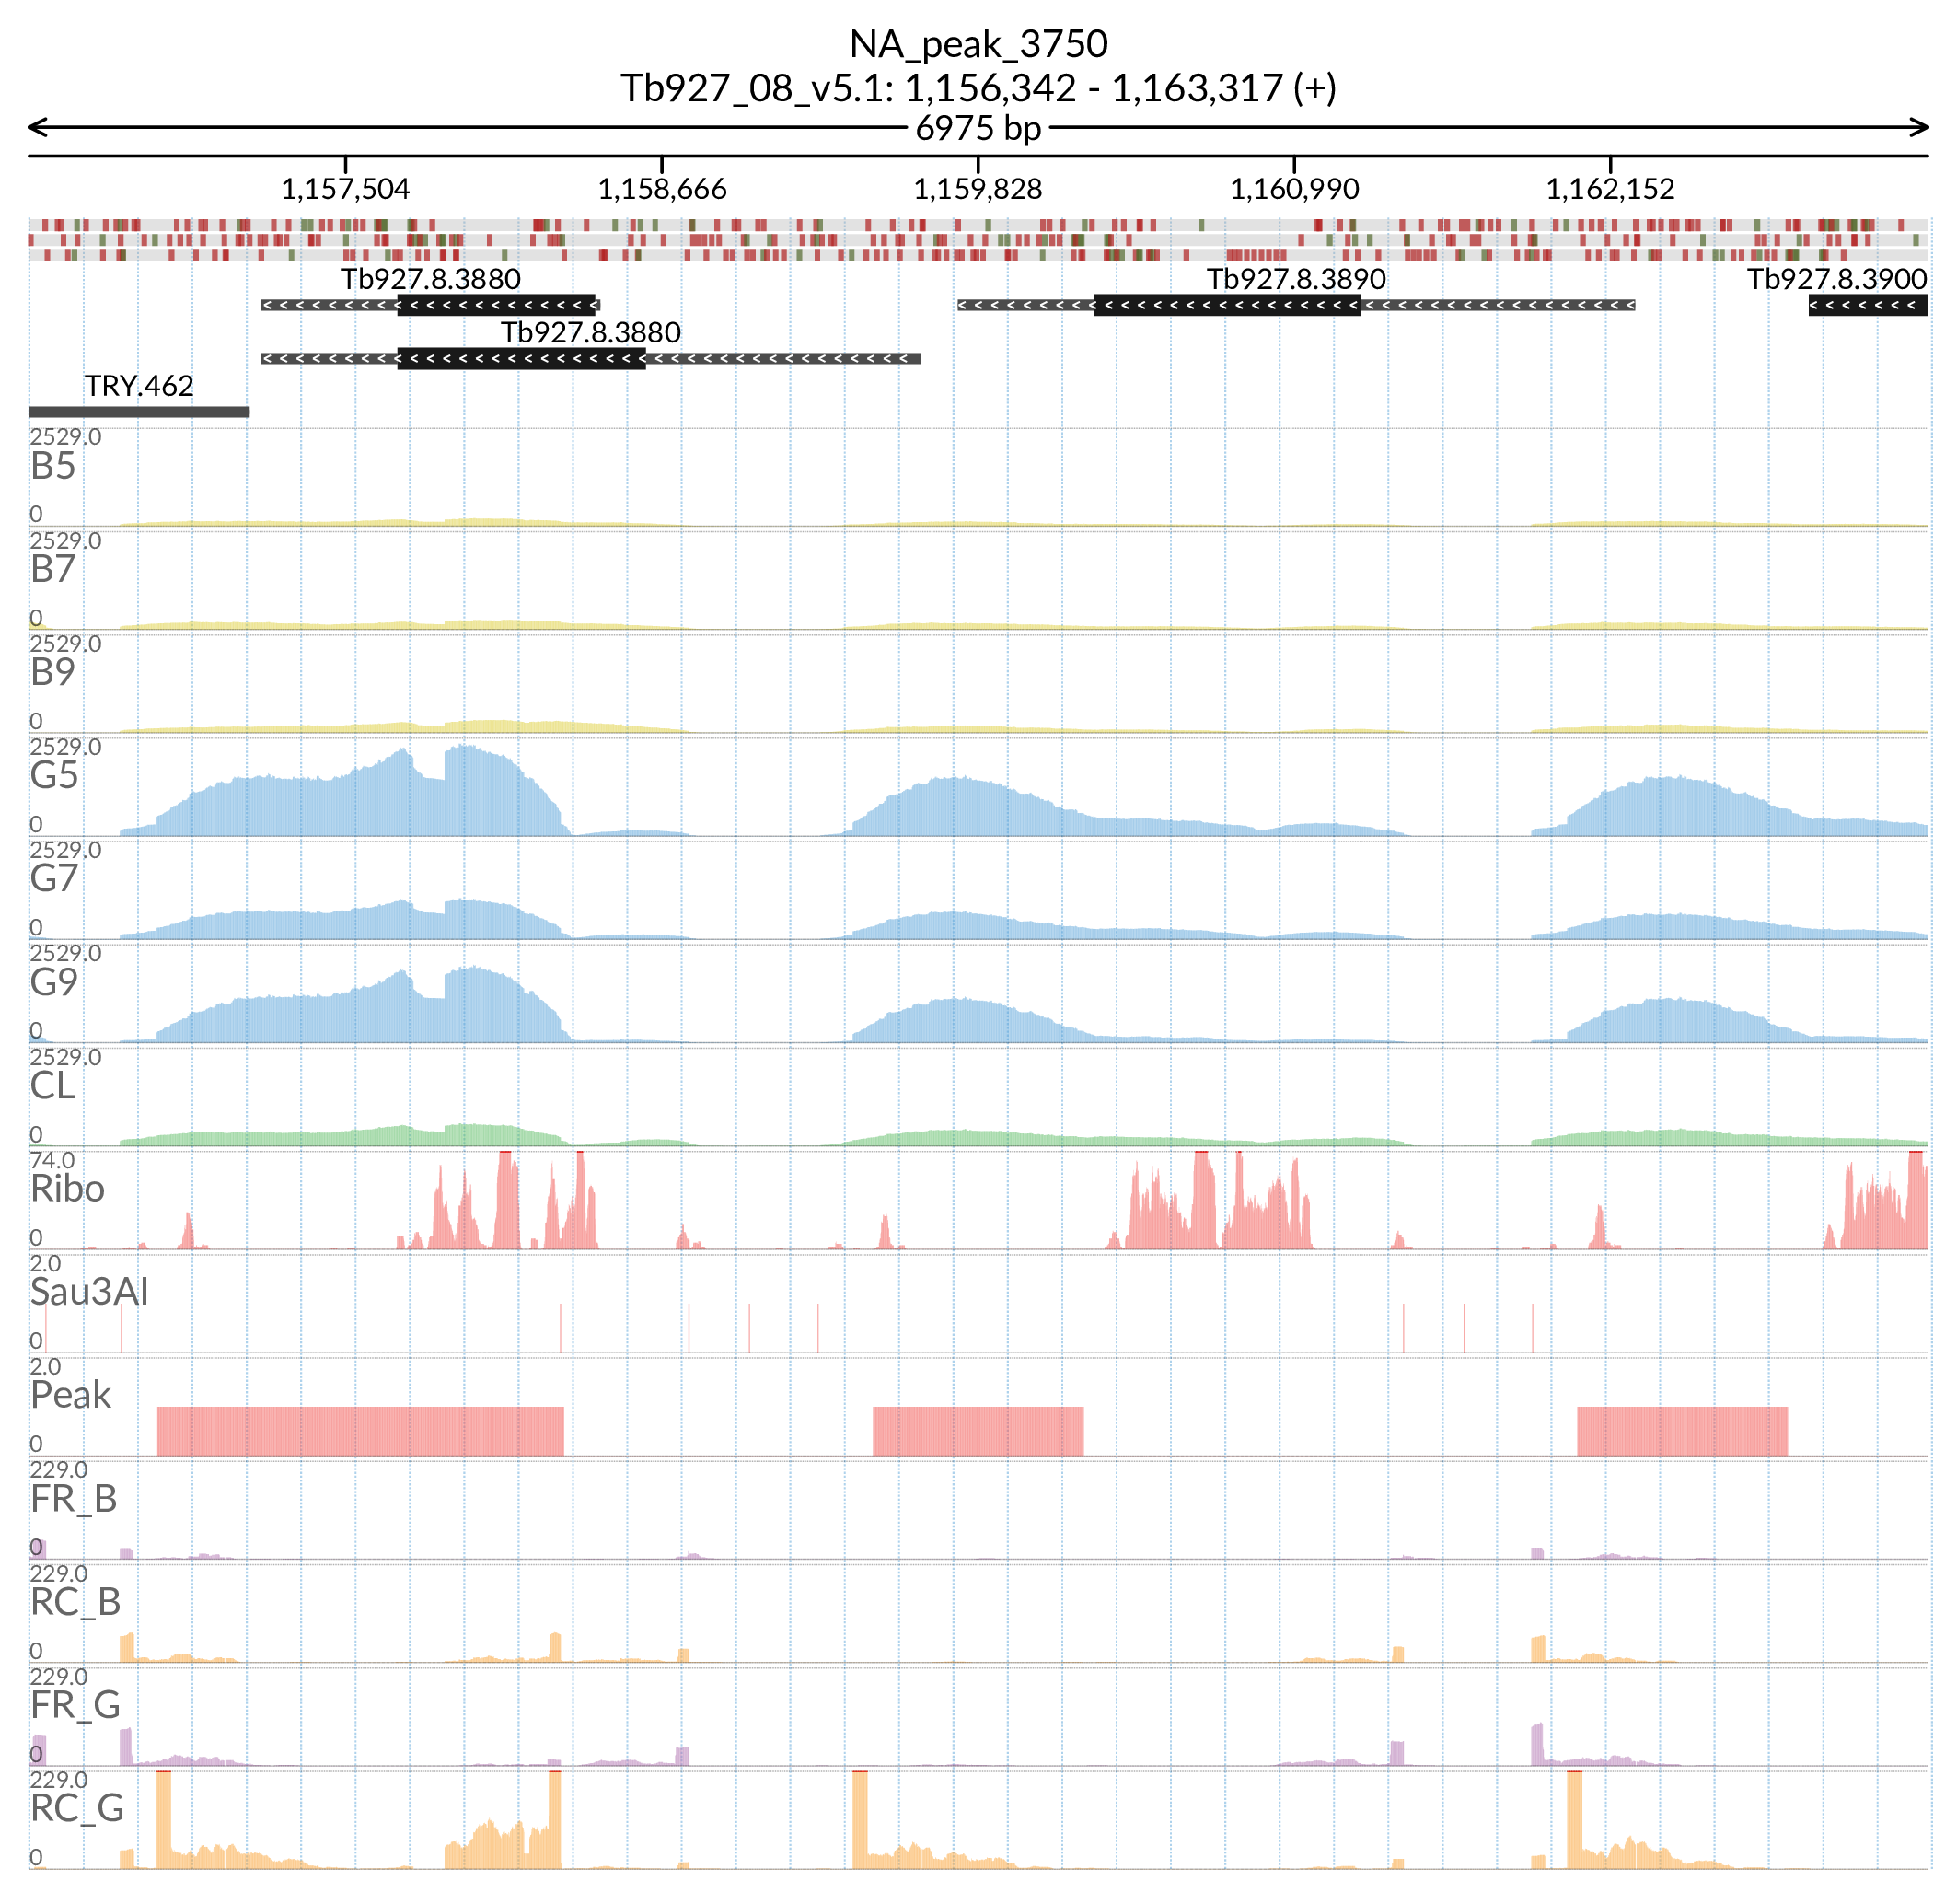 NA_peak_3750
Tb927_08_v5.1: 1,156,342 - 1,163,317 (+)
6975 bp
1,157,504 1,158,666 1,159,828 1,160,990 1,162,152
Tb927.8.3880 Tb927.8.3890 Tb927.8.3900
Tb927.8.3880
TRY.462
2529.0
B5
0
2529.0
B7
0
2529.0
B9
0
2529.0
G5
0
2529.0
G7
0
2529.0
G9
0
2529.0
CL
0
74.0
Ribo
0
2.0
Sau3AI
0
2.0
Peak
0
229.0
FR_B
0
229.0
RC_B
0
229.0
FR_G
0
229.0
RC_G
0